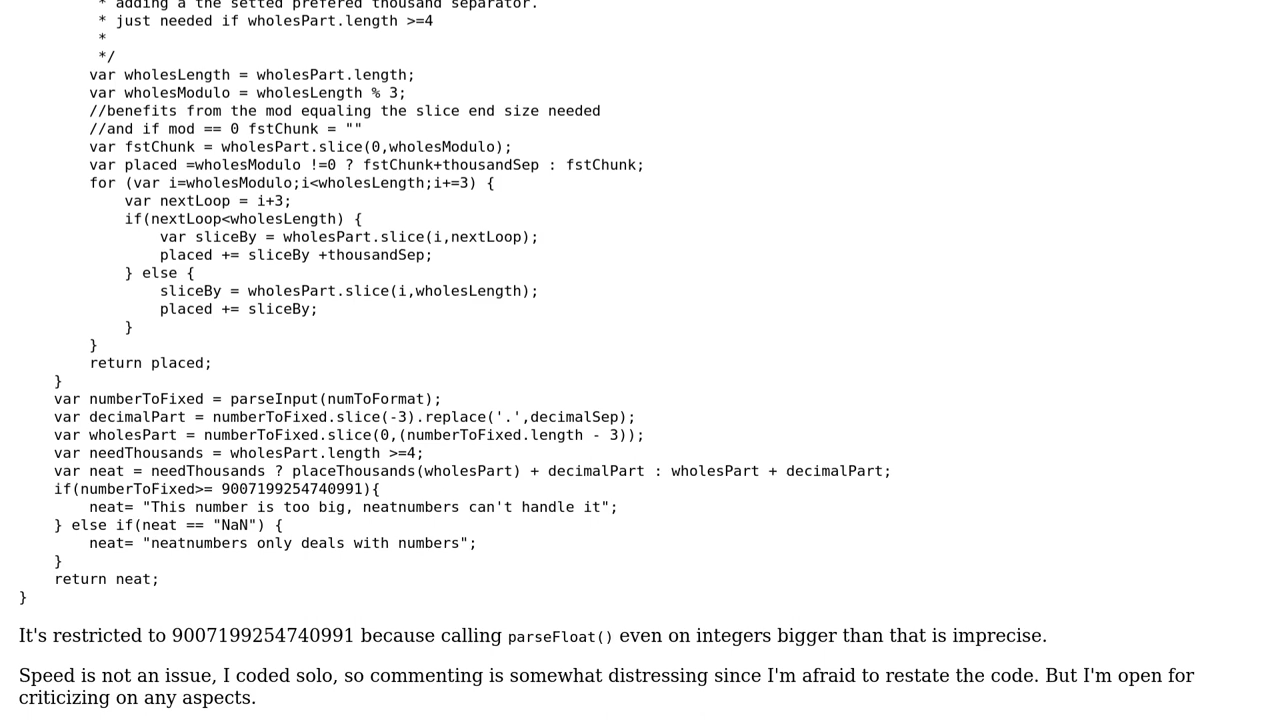 * adding a the setted prefered thousand separator.
* just needed if wholesPart.length >=4
*
*/
var wholesLength = wholesPart.length;
var wholesModulo = wholesLength % 3;
//benefits from the mod equaling the slice end size needed
//and if mod == 0 fstChunk = ""
var fstChunk = wholesPart.slice(0,wholesModulo);
var placed =wholesModulo !=0 ? fstChunk+thousandSep : fstChunk;
for (var i=wholesModulo;i<wholesLength;i+=3) {
var nextLoop = i+3;
if(nextLoop<wholesLength) {
var sliceBy = wholesPart.slice(i,nextLoop);
placed += sliceBy +thousandSep;
} else {
sliceBy = wholesPart.slice(i,wholesLength);
placed += sliceBy;
}
}
return placed;
}
var numberToFixed = parseInput(numToFormat);
var decimalPart = numberToFixed.slice(-3).replace('.',decimalSep);
var wholesPart = numberToFixed.slice(0,(numberToFixed.length - 3));
var needThousands = wholesPart.length >=4;
var neat = needThousands ? placeThousands(wholesPart) + decimalPart : wholesPart + decimalPart;
if(numberToFixed>= 9007199254740991){
neat= "This number is too big, neatnumbers can't handle it";
} else if(neat == "NaN") {
neat= "neatnumbers only deals with numbers";
}
return neat;
}
It's restricted to 9007199254740991 because calling parseFloat() even on integers bigger than that is imprecise.
Speed is not an issue, I coded solo, so commenting is somewhat distressing since I'm afraid to restate the code. But I'm open for
criticizing on any aspects.